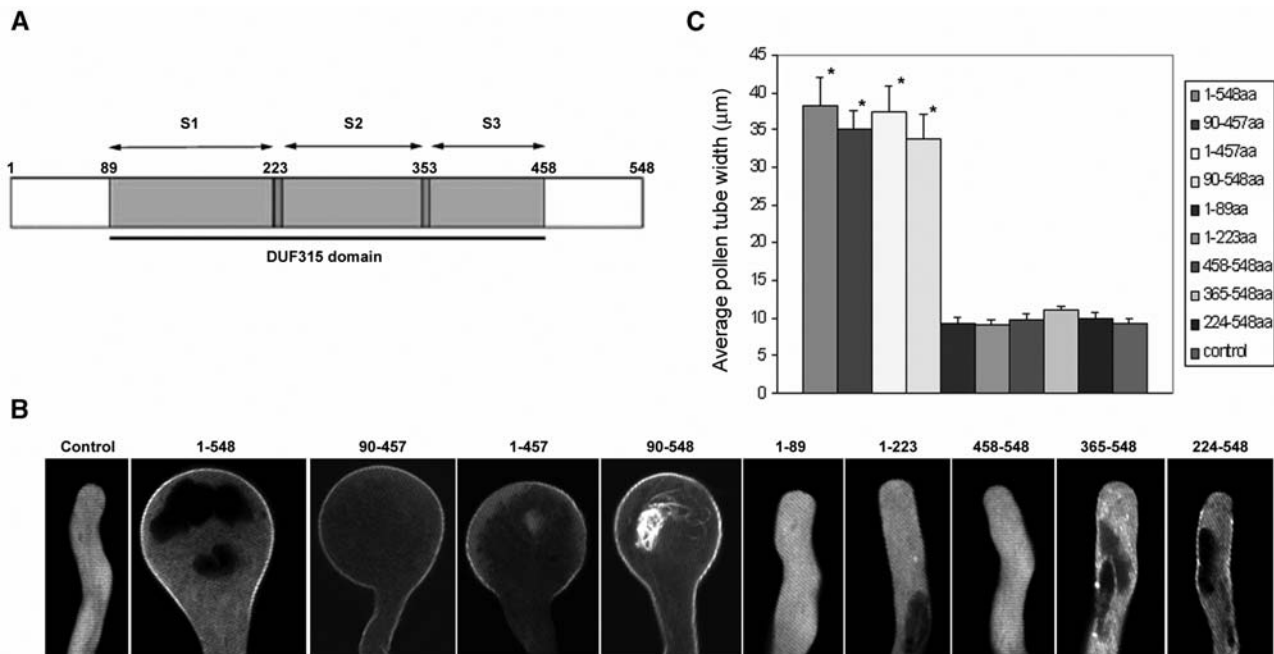 A
S1 S2 S3
1 89 223 353 458 548
DUF315 domain
C
Average pollen tube width (μm)
45
40
35
30
25
20
15
10
5
0
* * * *
1-548aa
90-457aa
1-457aa
90-548aa
1-89aa
1-223aa
458-548aa
365-548aa
224-548aa
control
B
Control 1-548 90-457 1-457 90-548 1-89 1-223 458-548 365-548 224-548